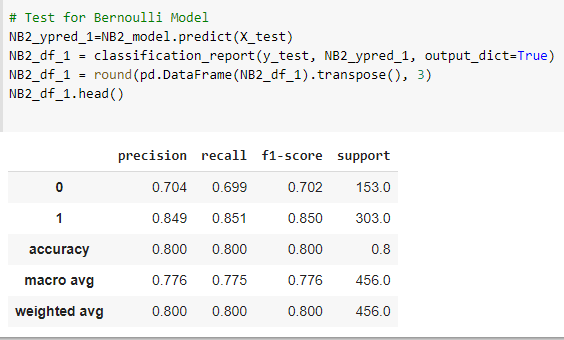 # Test for Bernoulli Model
NB2_ypred_1=NB2_model.predict(X_test)
NB2_df_1 = classification_report(y_test, NB2_ypred_1, output_dict=True)
NB2_df_1 = round(pd.DataFrame(NB2_df_1).transpose(), 3)
NB2_df_1.head()
precision recall f1-score support
0 0.704 0.699 0.702 153.0
1 0.849 0.851 0.850 303.0
accuracy 0.800 0.800 0.800 0.8
macro avg 0.776 0.775 0.776 456.0
weighted avg 0.800 0.800 0.800 456.0